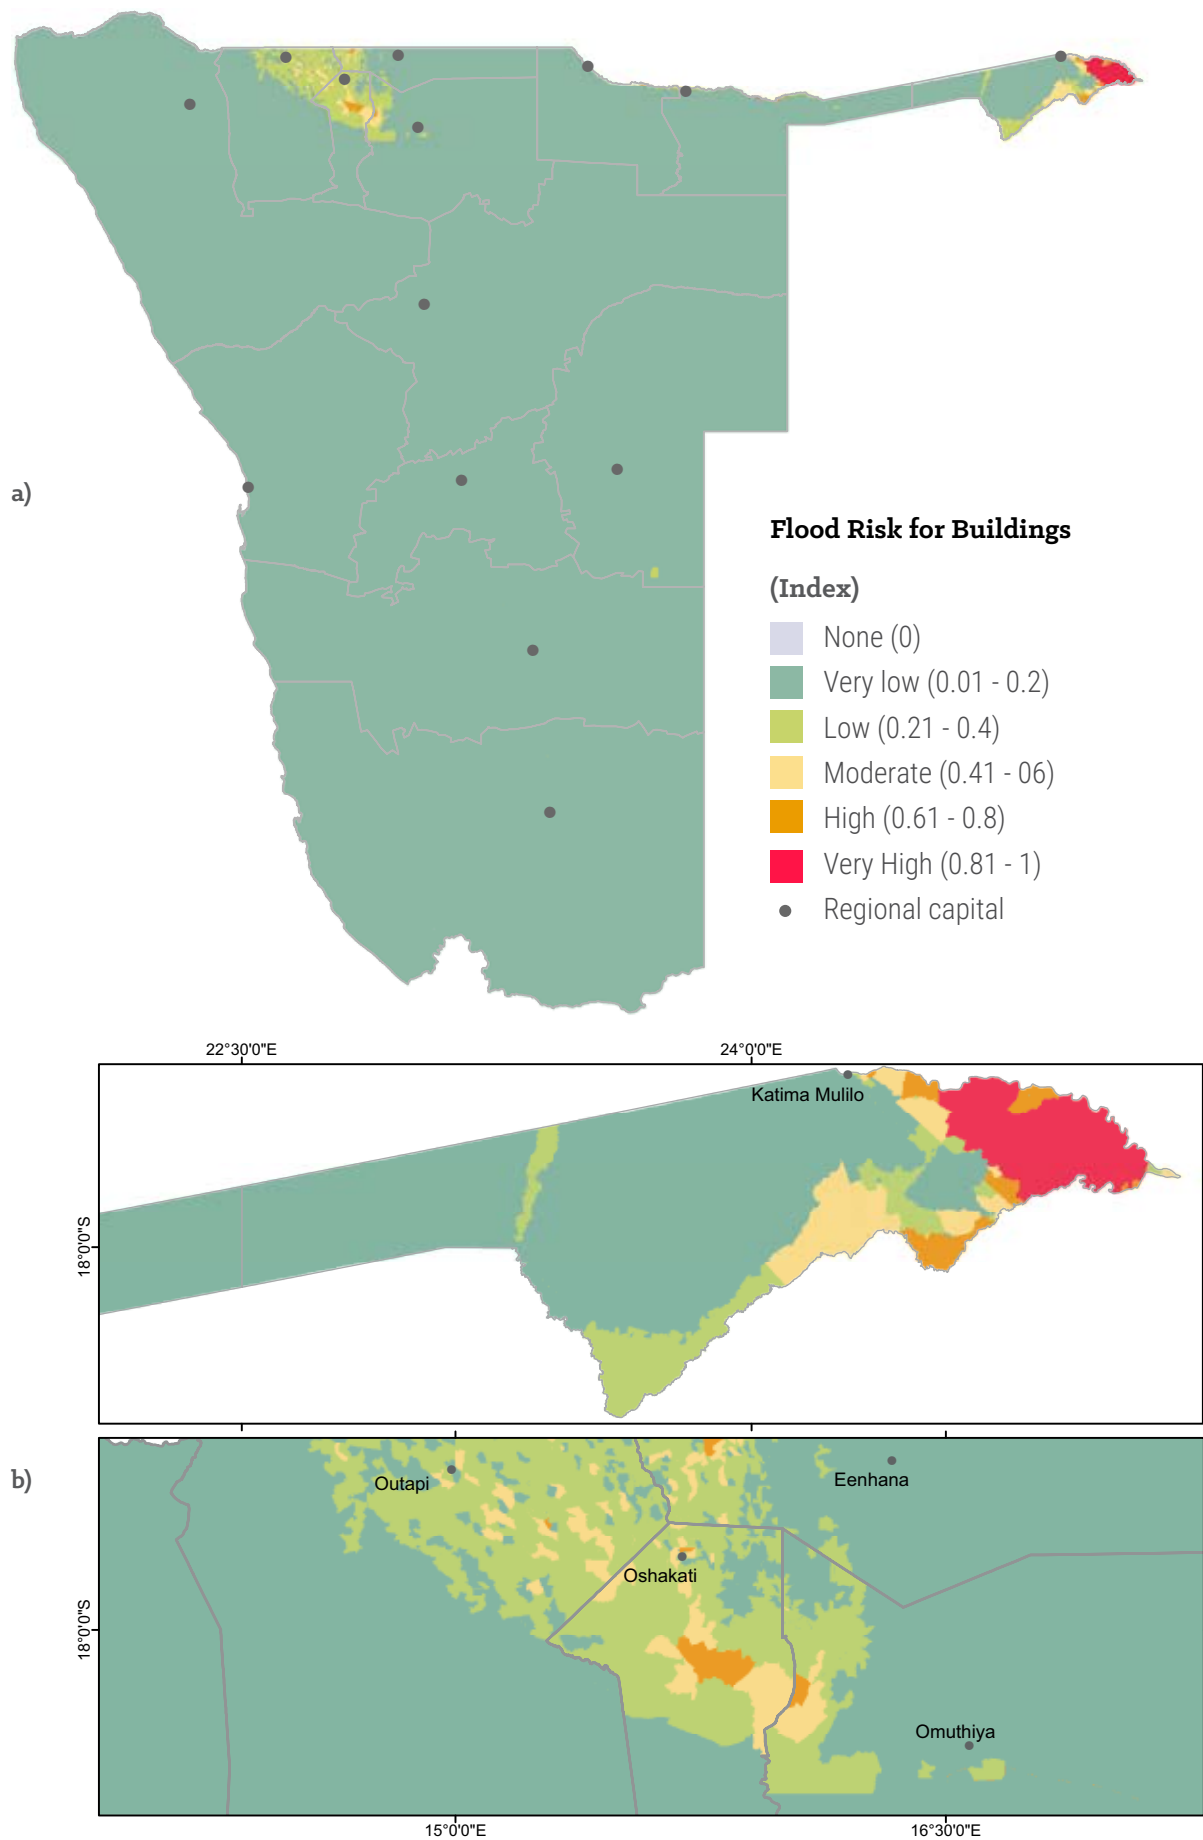 a)
Flood Risk for Buildings
(Index)
None (0)
Very low (0.01 - 0.2)
Low (0.21 - 0.4)
Moderate (0.41 - 06)
High (0.61 - 0.8)
Very High (0.81 - 1)
Regional capital
22°30'0"E
24°0'0"E
Katima Mulilo
18°0'0"S
b)
Outapi
Eenhana
Oshakati
18°0'0"S
Omuthiya
15°0'0"E
16°30'0"E